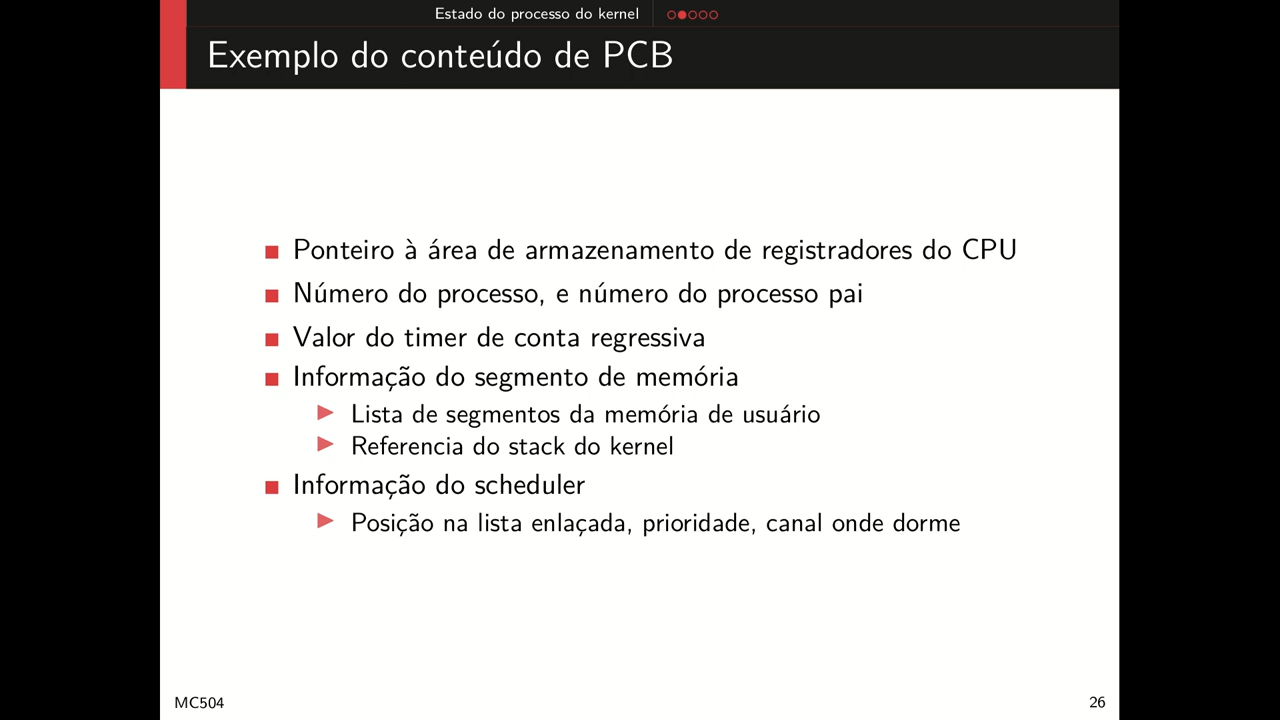 Estado do processo do kernel
Exemplo do conteúdo de PCB
Ponteiro à área de armazenamento de registradores do CPU
Número do processo, e número do processo pai
Valor do timer de conta regressiva
Informação do segmento de memória
Lista de segmentos da memória de usuário
Referencia do stack do kernel
Informação do scheduler
Posição na lista enlaçada, prioridade, canal onde dorme
MC504
26